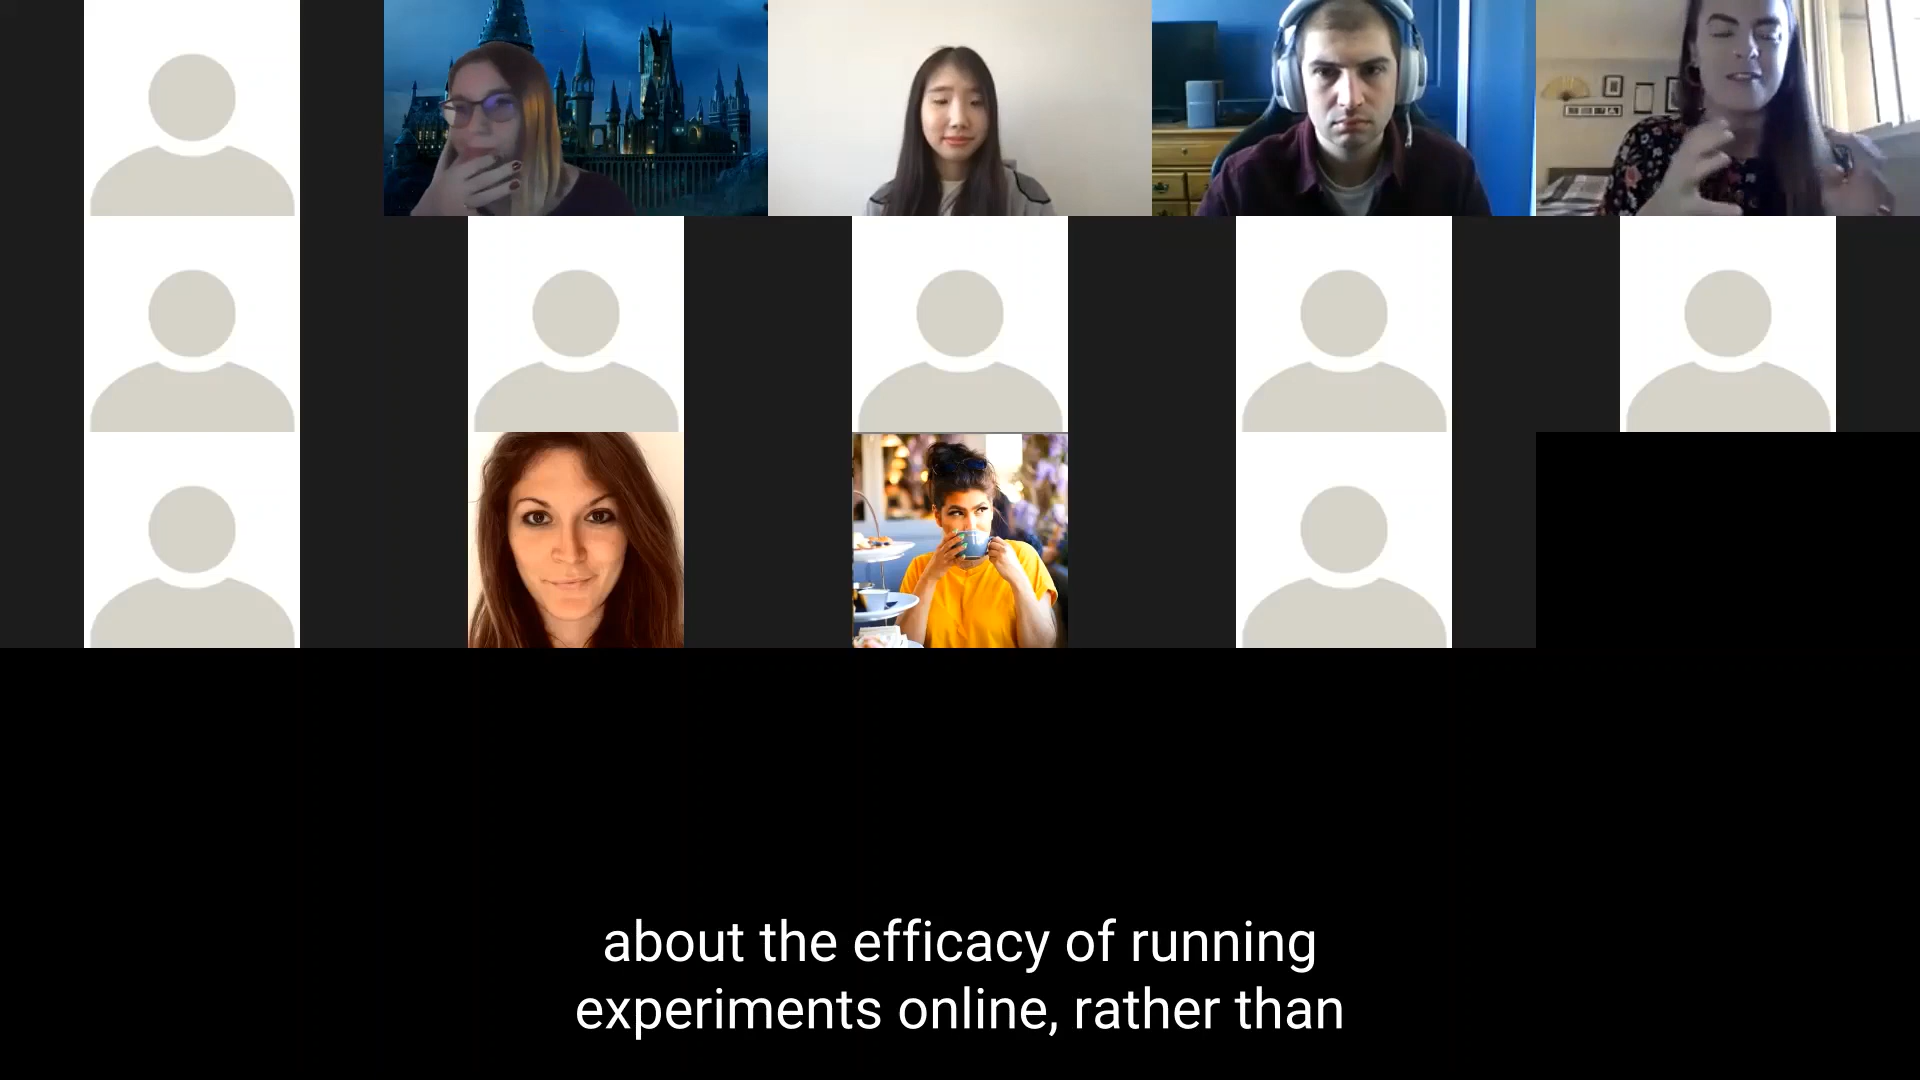 about the efficacy of running
experiments online, rather than